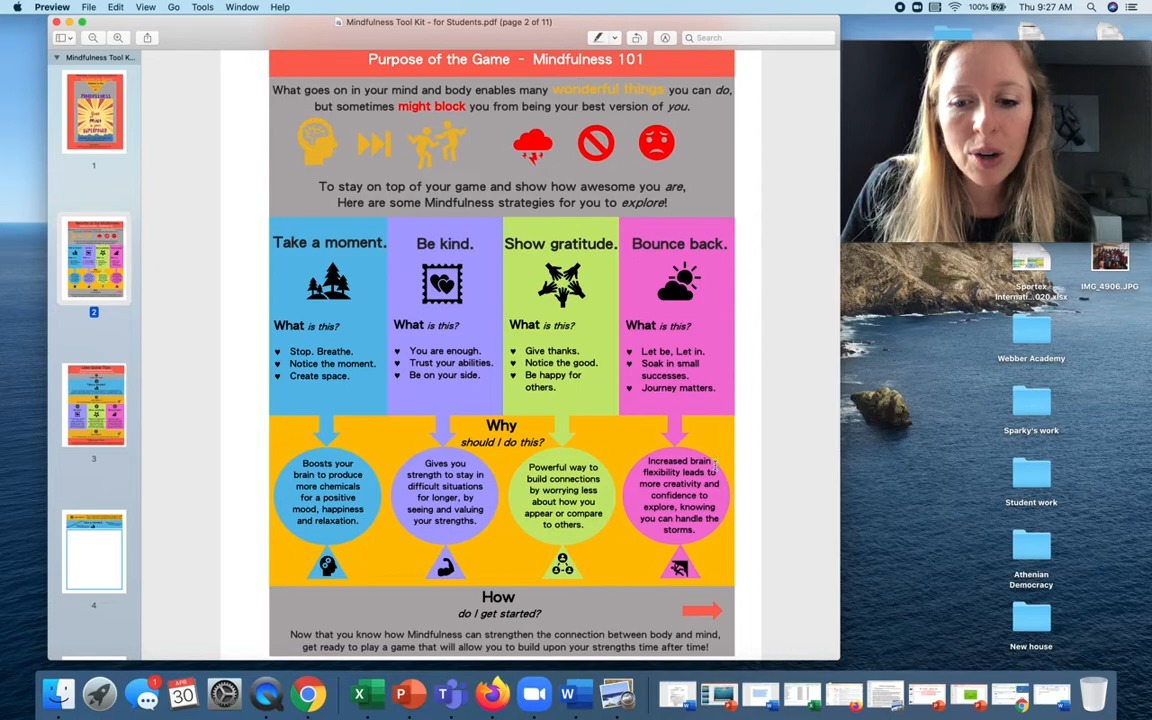 Preview File Edit View Go Tools Window Help
100% Thu 9:27 AM
Mindfulness Tool Kit - for Students.pdf (page 2 of 11)
Search
Mindfulness Tool K...
1
2
3
4
Purpose of the Game - Mindfulness 101
What goes on in your mind and body enables many wonderful things you can do,
but sometimes might block you from being your best version of you.
To stay on top of your game and show how awesome you are,
Here are some Mindfulness strategies for you to explore!
Take a moment.
What is this?
♥ Stop. Breathe.
♥ Notice the moment.
♥ Create space.
Be kind.
What is this?
♥ You are enough.
♥ Trust your abilities.
♥ Be on your side.
Show gratitude.
What is this?
♥ Give thanks.
♥ Notice the good.
♥ Be happy for
others.
Bounce back.
What is this?
♥ Let be, Let in.
♥ Soak in small
successes.
♥ Journey matters.
Why
should I do this?
Boosts your
brain to produce
more chemicals
for a positive
mood, happiness
and relaxation.
Gives you
strength to stay in
difficult situations
for longer, by
seeing and valuing
your strengths.
Powerful way to
build connections
by worrying less
about how you
appear or compare
to others.
Increased brain
flexibility leads to
more creativity and
confidence to
explore, knowing
you can handle the
storms.
How
do I get started?
Now that you know how Mindfulness can strengthen the connection between body and mind,
get ready to play a game that will allow you to build upon your strengths time after time!
Sportex
Internati...020.xlsx
IMG_4906.JPG
Webber Academy
Sparky's work
Student work
Athenian
Democracy
New house
1
APR
30